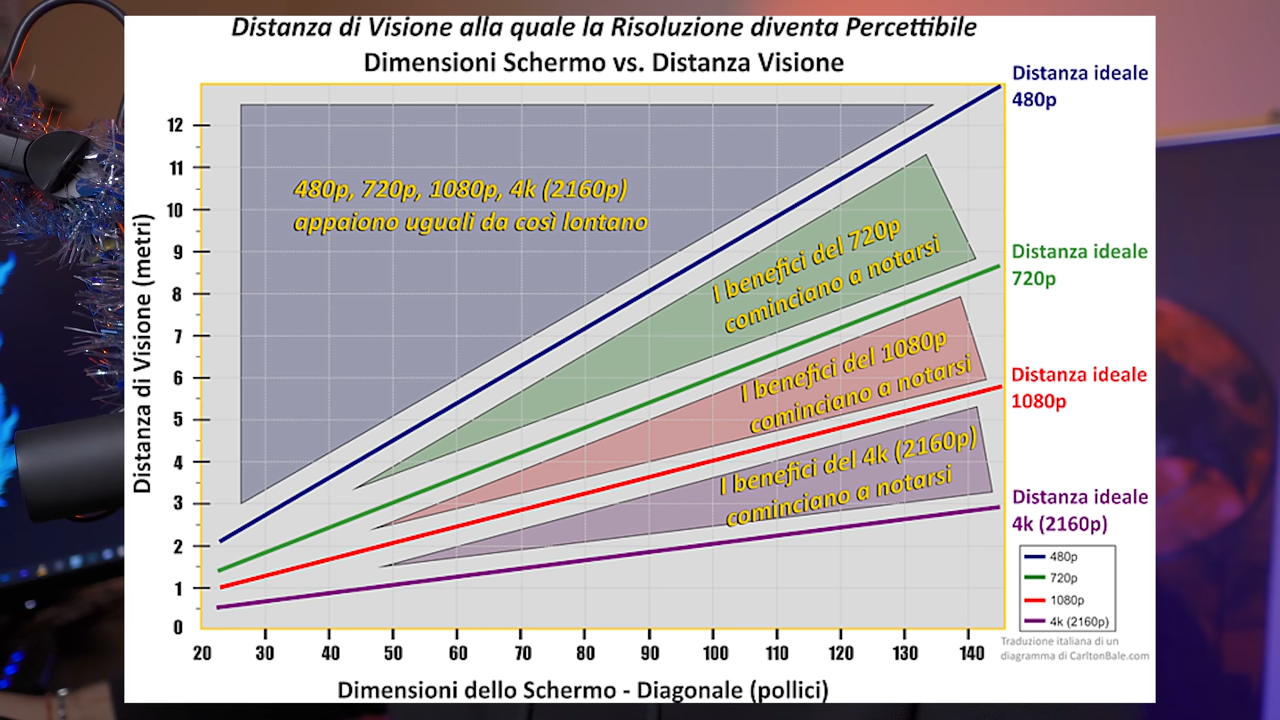 Distanza di Visione alla quale la Risoluzione diventa Percettibile
Dimensioni Schermo vs. Distanza Visione
Distanza ideale
480p
12
11
10
9
8
7
6
5
4
3
2
1
0
Distanza di Visione (metri)
480p, 720p, 1080p, 4k (2160p)
appaiono uguali da così lontano
I benefici del 720p
cominciano a notarsi
Distanza ideale
720p
I benefici del 1080p
cominciano a notarsi
Distanza ideale
1080p
I benefici del 4k (2160p)
cominciano a notarsi
Distanza ideale
4k (2160p)
480p
720p
1080p
4k (2160p)
Traduzione italiana di un
diagramma di CarltonBale.com
20 30 40 50 60 70 80 90 100 110 120 130 140
Dimensioni dello Schermo - Diagonale (pollici)